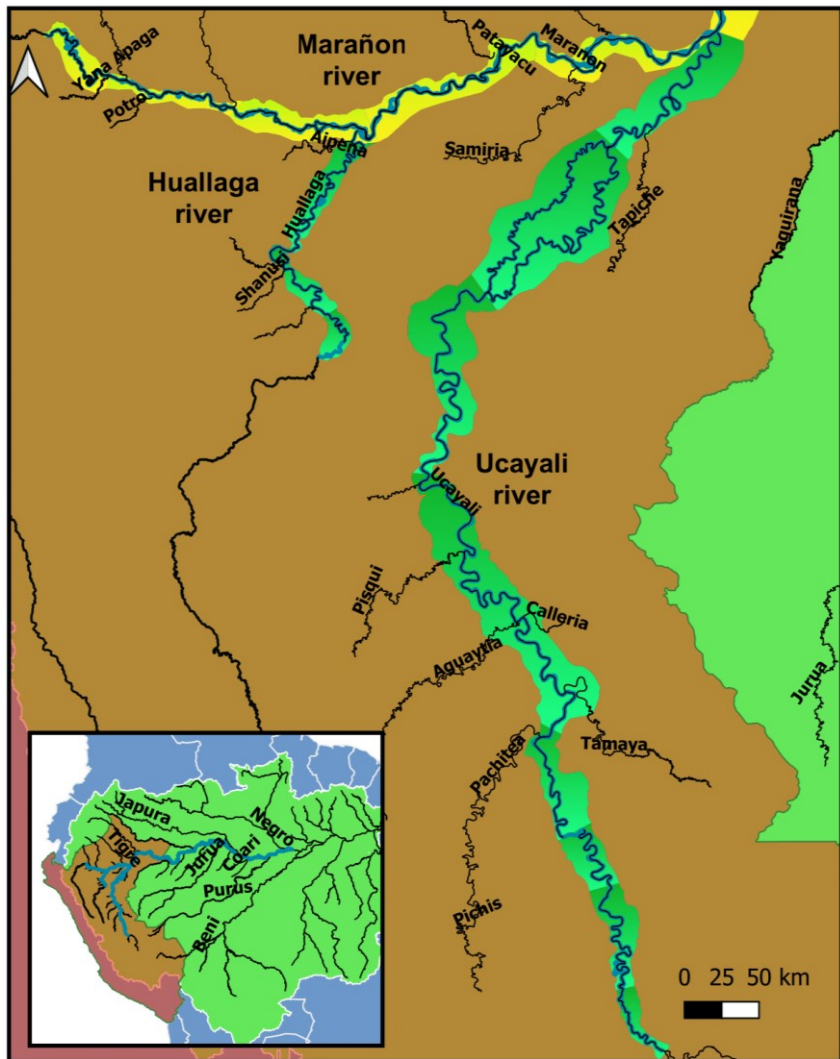 Marañon
river
Yana Apaga
Potro
Patayacu
Marañon
Aipena
Samiria
Huallaga
river
Huallaga
Shanusi
Tapiche
Yaquirana
Ucayali
river
Ucayali
Pisqui
Calleria
Aguaytia
Jurua
Tamaya
Pachitea
Pichis
Japura
Negro
Tigre
Jurua
Coari
Purus
Beni
0 25 50 km